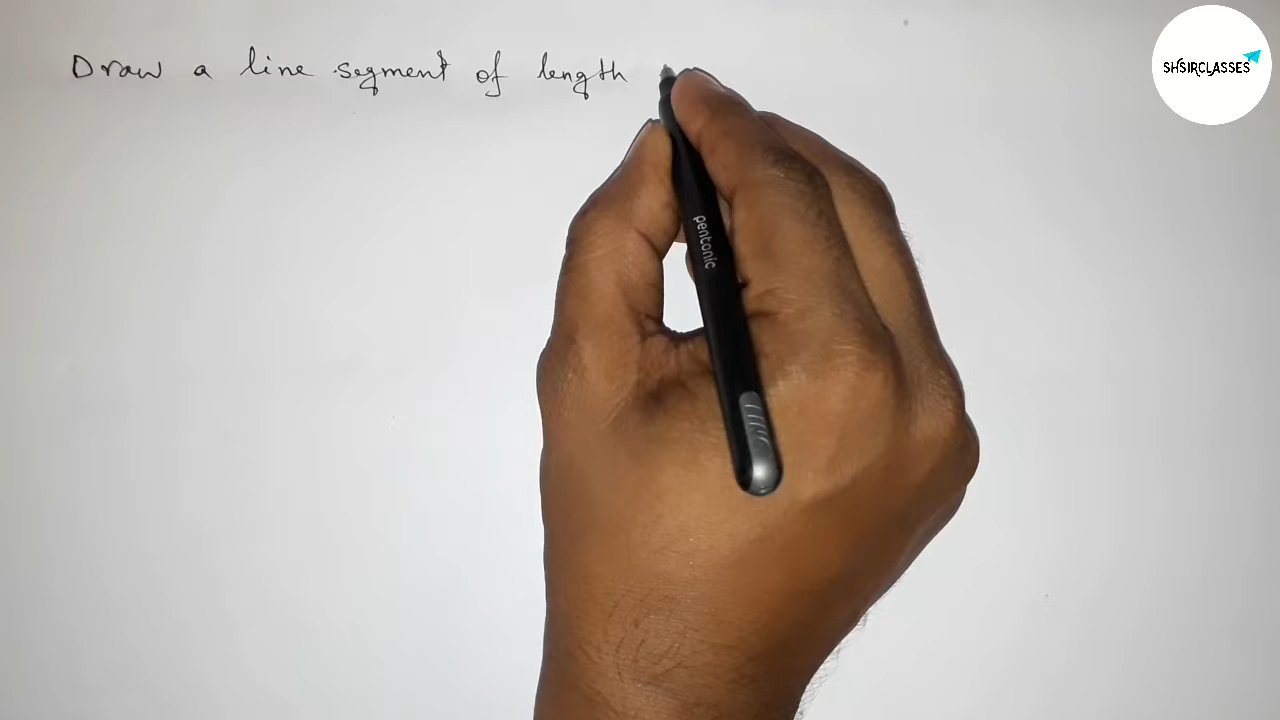 Draw a line segment of length
SHSIRCLASSES
pentonic